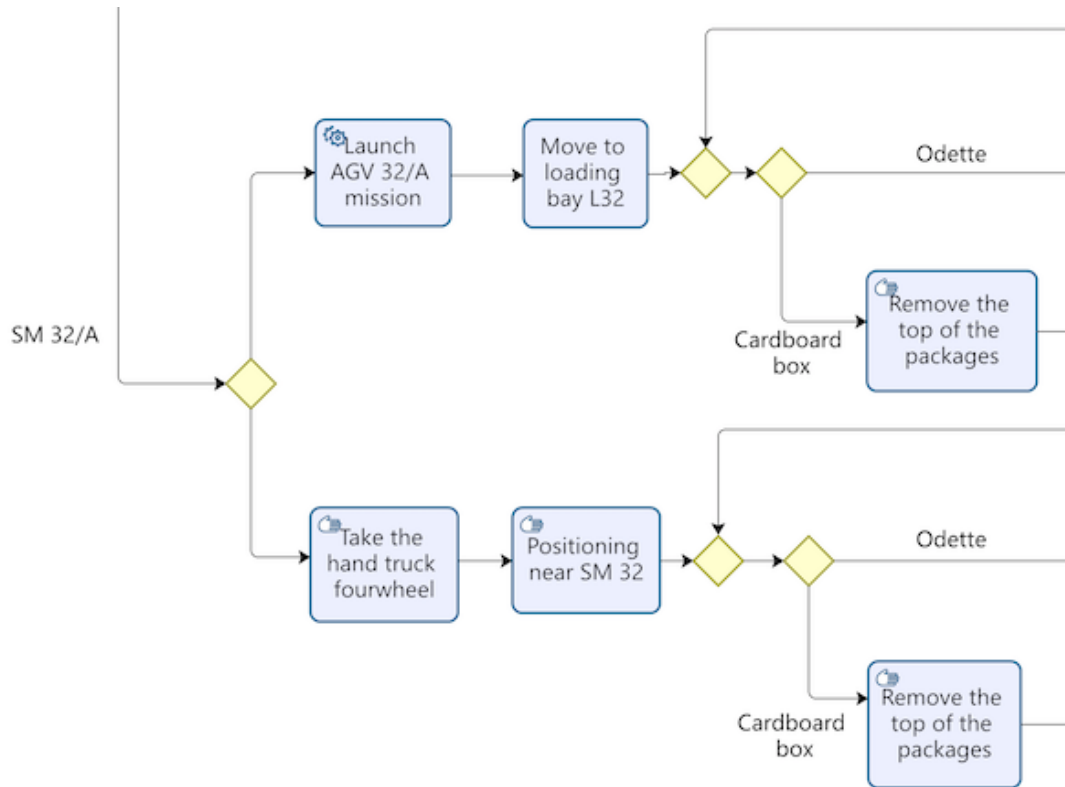 Launch
AGV 32/A
mission
Move to
loading
bay L32
Odette
Remove the
top of the
packages
Cardboard
box
SM 32/A
Take the
hand truck
fourwheel
Positioning
near SM 32
Odette
Remove the
top of the
packages
Cardboard
box